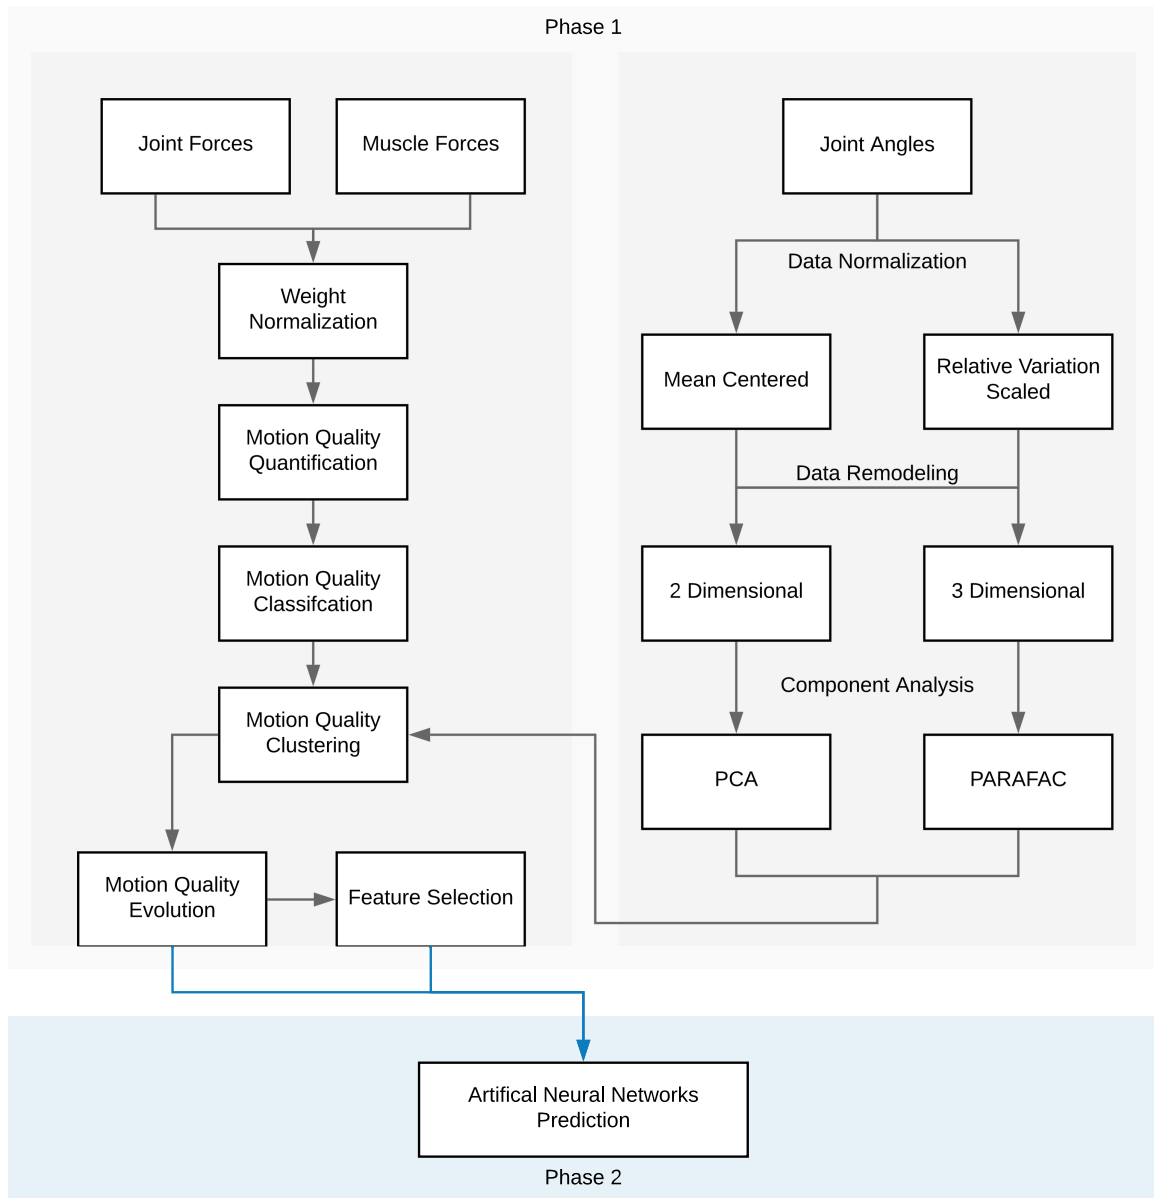 Phase 1
Joint Forces
Muscle Forces
Joint Angles
Weight
Normalization
Data Normalization
Mean Centered
Relative Variation
Scaled
Motion Quality
Quantification
Data Remodeling
Motion Quality
Classifcation
2 Dimensional
3 Dimensional
Component Analysis
Motion Quality
Clustering
PCA
PARAFAC
Motion Quality
Evolution
Feature Selection
Artifical Neural Networks
Prediction
Phase 2